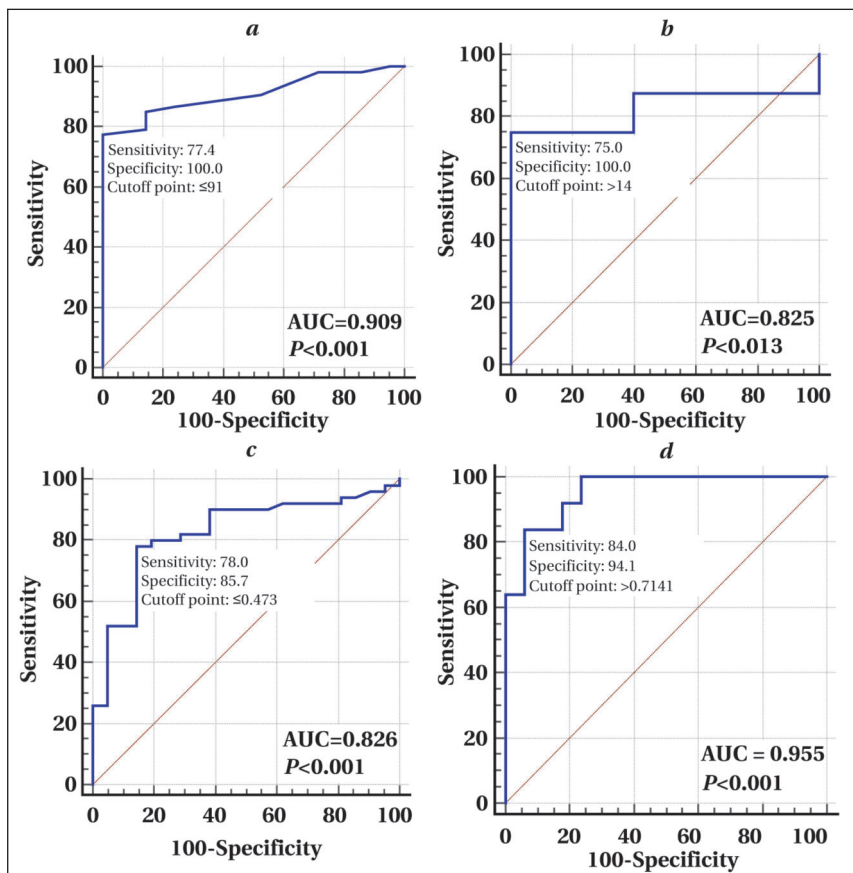 a
100
80
60
40
20
0
Sensitivity
Sensitivity: 77.4
Specificity: 100.0
Cutoff point: ≤91
AUC=0.909
P<0.001
0 20 40 60 80 100
100-Specificity
b
100
80
60
40
20
0
Sensitivity
Sensitivity: 75.0
Specificity: 100.0
Cutoff point: >14
AUC=0.825
P<0.013
0 20 40 60 80 100
100-Specificity
c
100
80
60
40
20
0
Sensitivity
Sensitivity: 78.0
Specificity: 85.7
Cutoff point: ≤0.473
AUC=0.826
P<0.001
0 20 40 60 80 100
100-Specificity
d
100
80
60
40
20
0
Sensitivity
Sensitivity: 84.0
Specificity: 94.1
Cutoff point: >0.7141
AUC = 0.955
P<0.001
0 20 40 60 80 100
100-Specificity